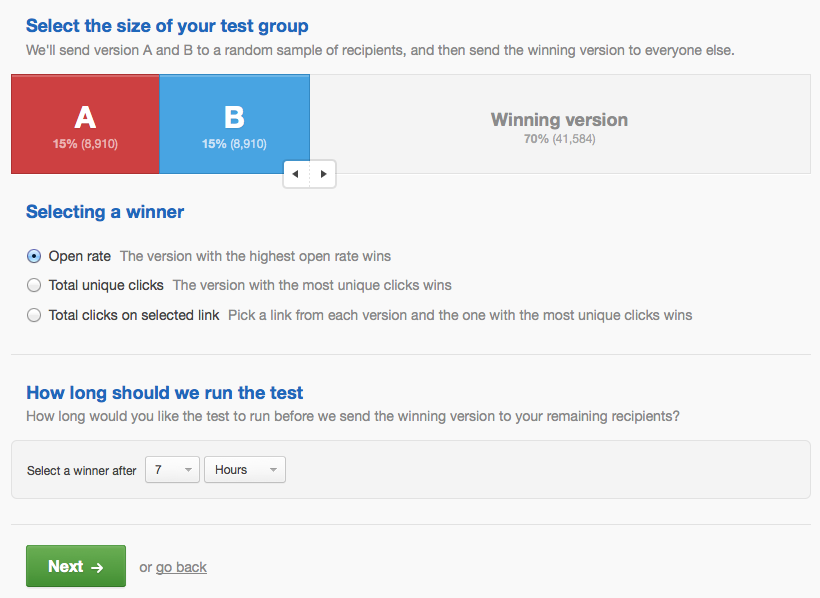 Select the size of your test group
We'll send version A and B to a random sample of recipients, and then send the winning version to everyone else.
A
15% (8,910)
B
15% (8,910)
Winning version
70% (41,584)
Selecting a winner
Open rate The version with the highest open rate wins
Total unique clicks The version with the most unique clicks wins
Total clicks on selected link Pick a link from each version and the one with the most unique clicks wins
How long should we run the test
How long would you like the test to run before we send the winning version to your remaining recipients?
Select a winner after 7 Hours
Next → or go back